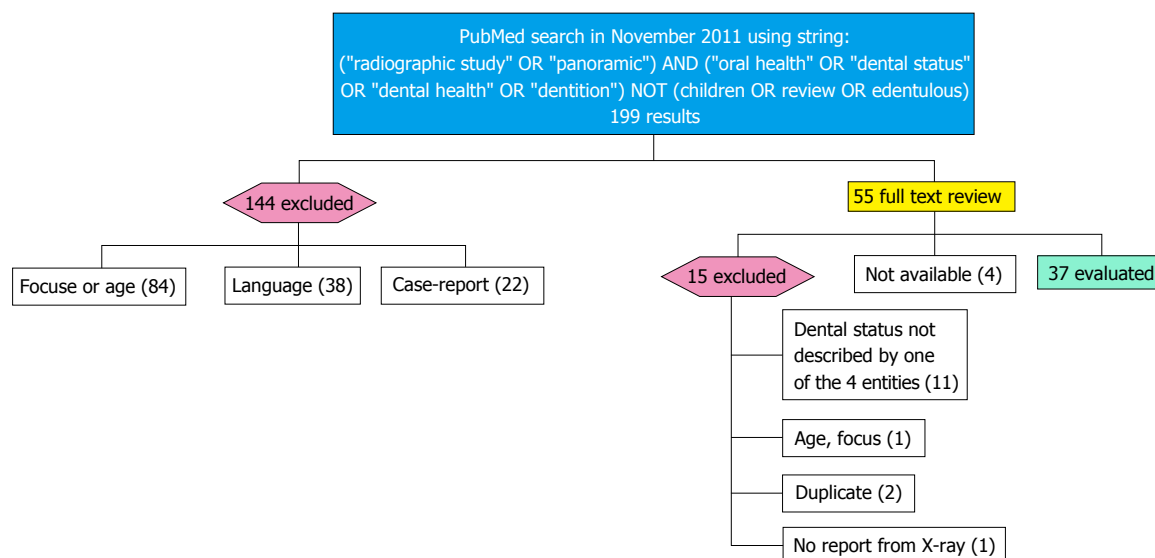 PubMed search in November 2011 using string:
("radiographic study" OR "panoramic") AND ("oral health" OR "dental status"
OR "dental health" OR "dentition") NOT (children OR review OR edentulous)
199 results
144 excluded
55 full text review
Focuse or age (84)
Language (38)
Case-report (22)
15 excluded
Not available (4)
37 evaluated
Dental status not
described by one
of the 4 entities (11)
Age, focus (1)
Duplicate (2)
No report from X-ray (1)